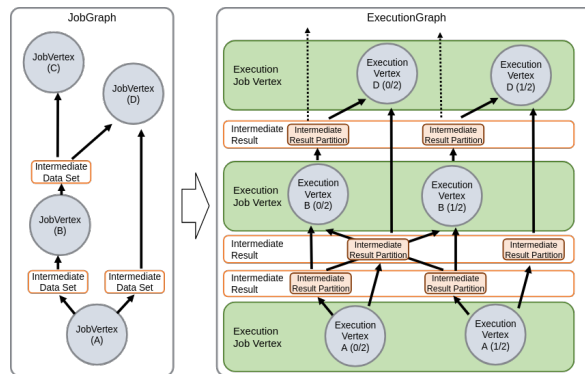 JobGraph
JobVertex
(C)
JobVertex
(D)
Intermediate
Data Set
JobVertex
(B)
Intermediate
Data Set
Intermediate
Data Set
JobVertex
(A)
ExecutionGraph
Execution
Job Vertex
Execution
Vertex
D (0/2)
Execution
Vertex
D (1/2)
Intermediate
Result
Intermediate
Result Partition
Intermediate
Result Partition
Execution
Job Vertex
Execution
Vertex
B (0/2)
Execution
Vertex
B (1/2)
Intermediate
Result
Intermediate
Result Partition
Intermediate
Result Partition
Intermediate
Result
Intermediate
Result Partition
Intermediate
Result Partition
Execution
Job Vertex
Execution
Vertex
A (0/2)
Execution
Vertex
A (1/2)